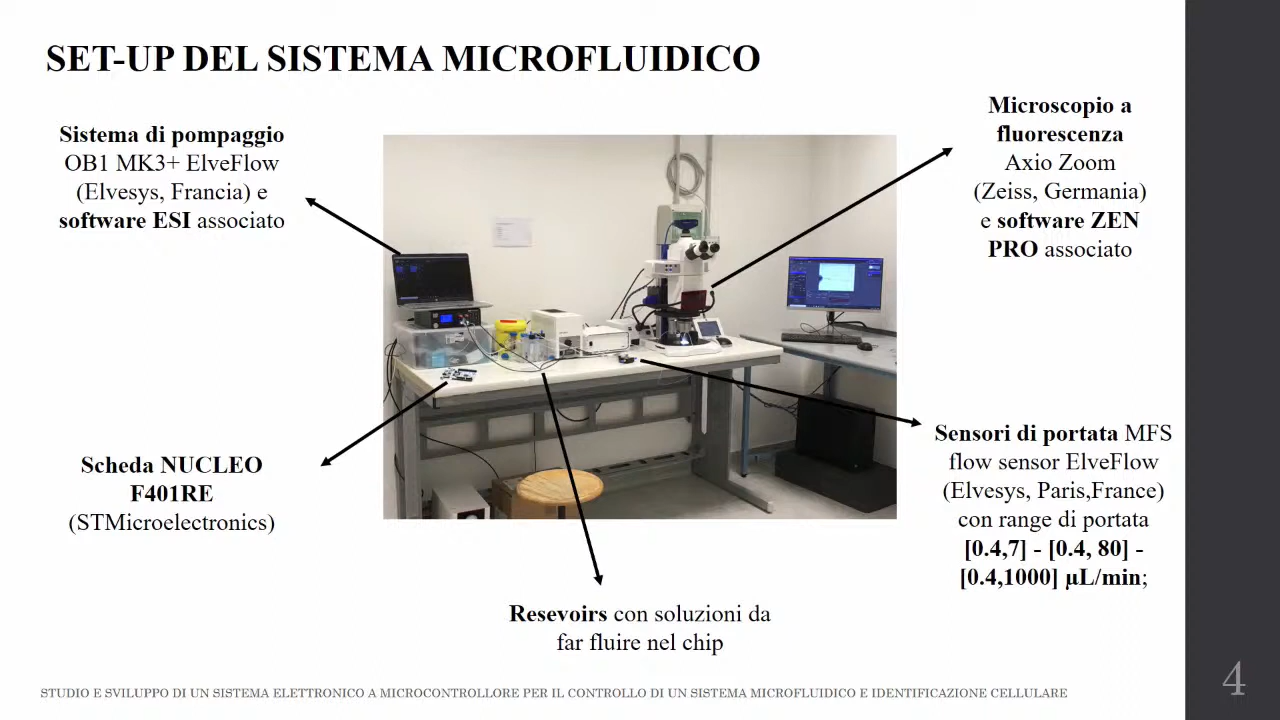 SET-UP DEL SISTEMA MICROFLUIDICO
Sistema di pompaggio
OB1 MK3+ ElveFlow
(Elvesys, Francia) e
software ESI associato
Microscopio a
fluorescenza
Axio Zoom
(Zeiss, Germania)
e software ZEN
PRO associato
Scheda NUCLEO
F401RE
(STMicroelectronics)
Sensori di portata MFS
flow sensor ElveFlow
(Elvesys, Paris,France)
con range di portata
[0.4,7] - [0.4, 80] -
[0.4,1000] µL/min;
Resevoirs con soluzioni da
far fluire nel chip
STUDIO E SVILUPPO DI UN SISTEMA ELETTRONICO A MICROCONTROLLORE PER IL CONTROLLO DI UN SISTEMA MICROFLUIDICO E IDENTIFICAZIONE CELLULARE
4